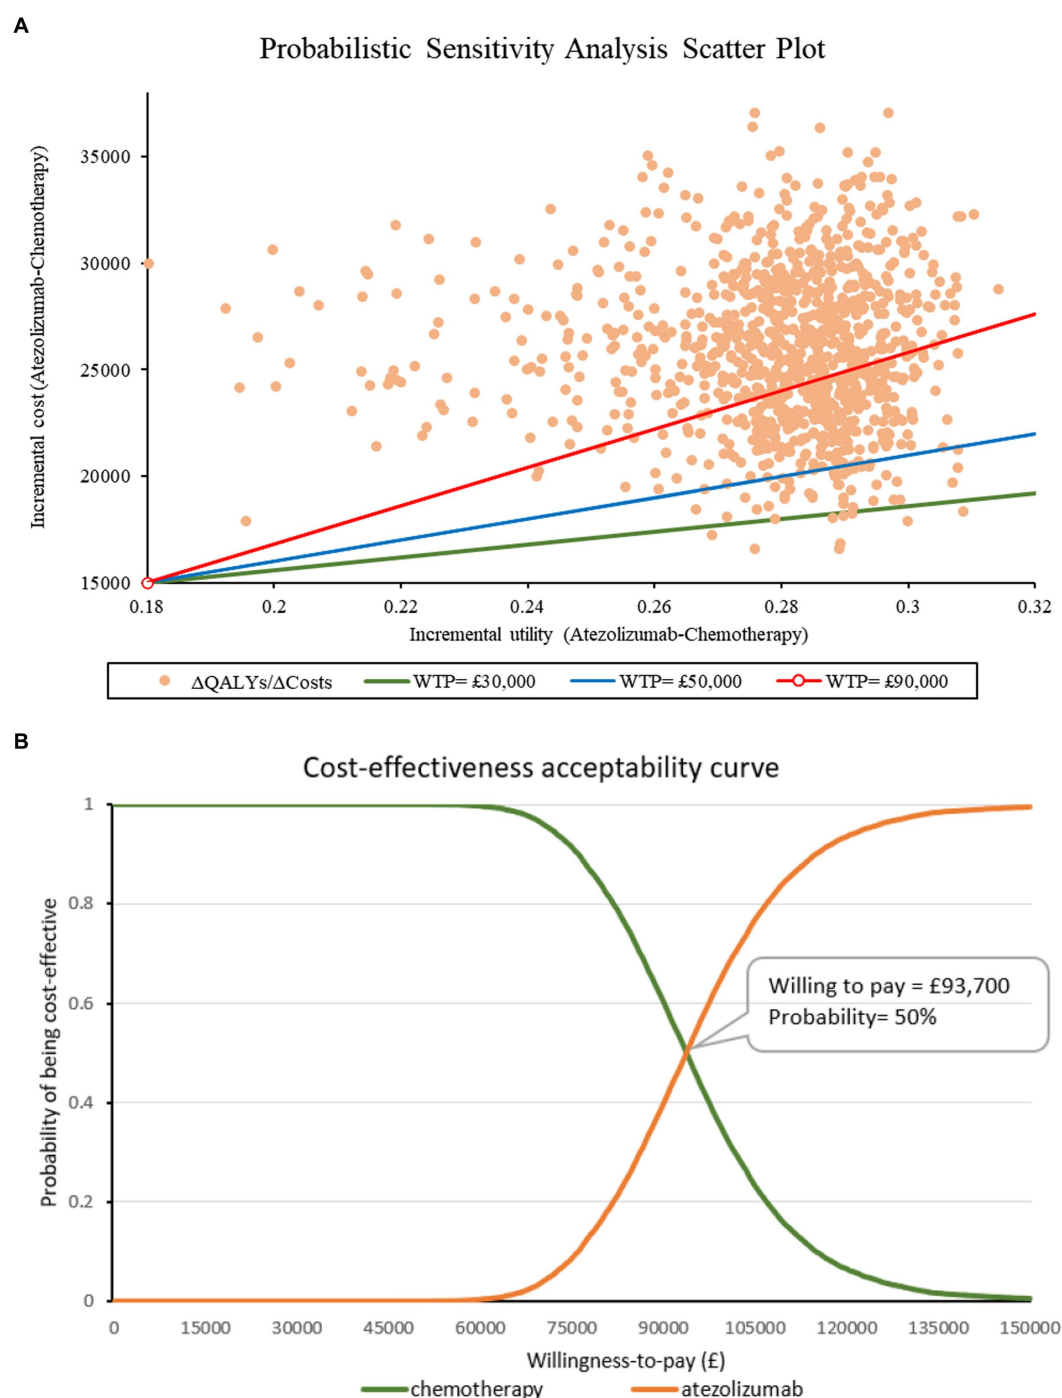 A
Probabilistic Sensitivity Analysis Scatter Plot
Incremental cost (Atezolizumab-Chemotherapy)
35000
30000
25000
20000
15000
0.18 0.2 0.22 0.24 0.26 0.28 0.3 0.32
Incremental utility (Atezolizumab-Chemotherapy)
ΔQALYs/ΔCosts WTP= £30,000 WTP= £50,000 WTP= £90,000
B
Cost-effectiveness acceptability curve
Probability of being cost-effective
1
0.8
0.6
0.4
0.2
0
Willing to pay = £93,700
Probability= 50%
0 15000 30000 45000 60000 75000 90000 105000 120000 135000 150000
Willingness-to-pay (£)
chemotherapy atezolizumab